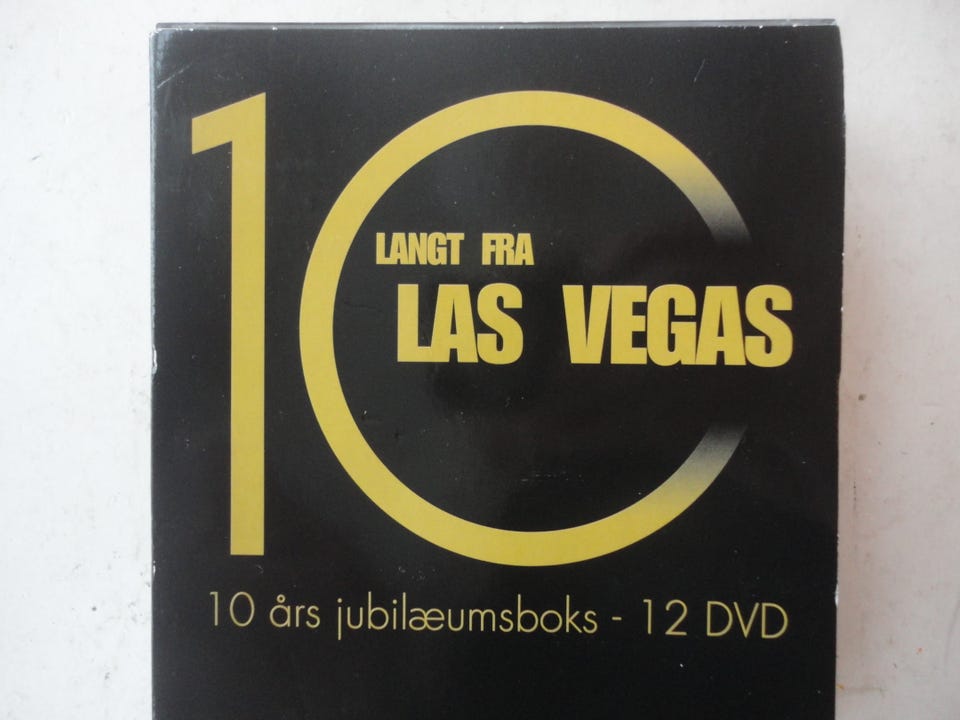 10
LANGT FRA
LAS VEGAS
10 års jubilæumsboks - 12 DVD